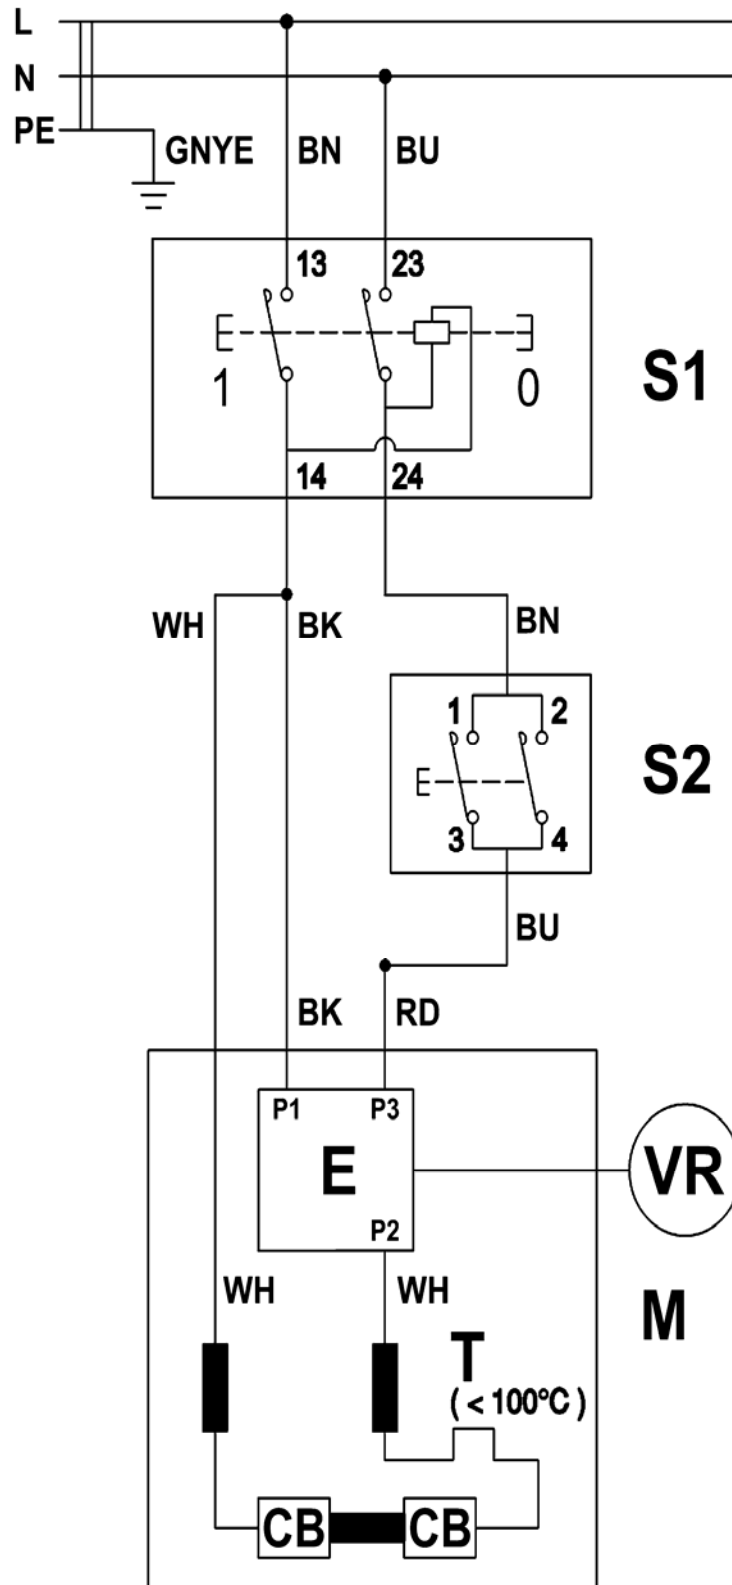 L
N
PE
GNYE BN BU
13 23
1 0
S1
14 24
WH BK
BN
1 2
S2
3 4
BU
BK RD
P1 P3
E
VR
P2
WH WH
M
T
( < 100°C )
CB CB